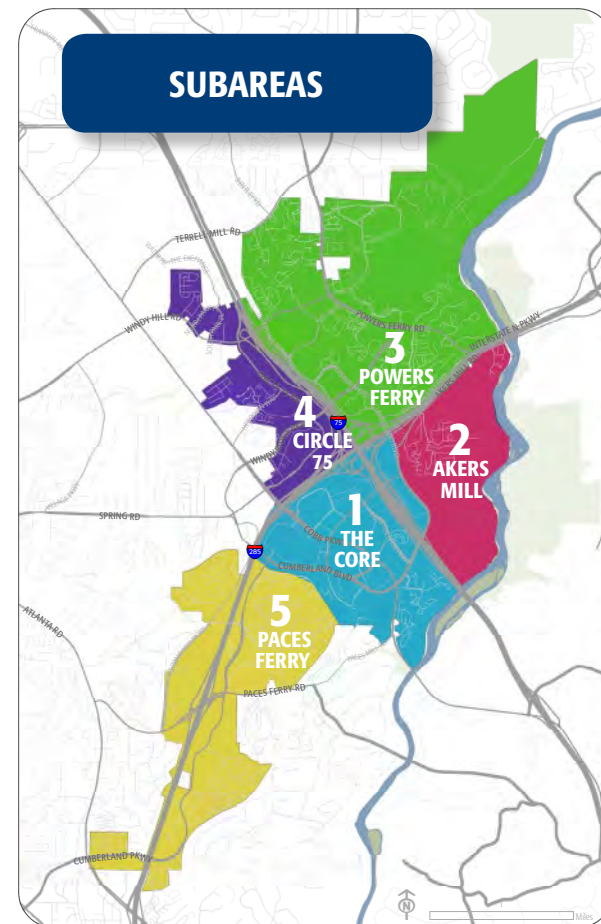 SUBAREAS
TERRELL MILL RD
WINDY HILL RD
POWERS FERRY RD
INTERSTATE N PKWY
3
POWERS
FERRY
4
CIRCLE
75
75
2
AKERS
MILL
WINDY
1
THE
CORE
SPRING RD
COBB PKWY
285
CUMBERLAND BLVD
5
PACES
FERRY
ATLANTA RD
PACES FERRY RD
CUMBERLAND PKWY
N
Miles